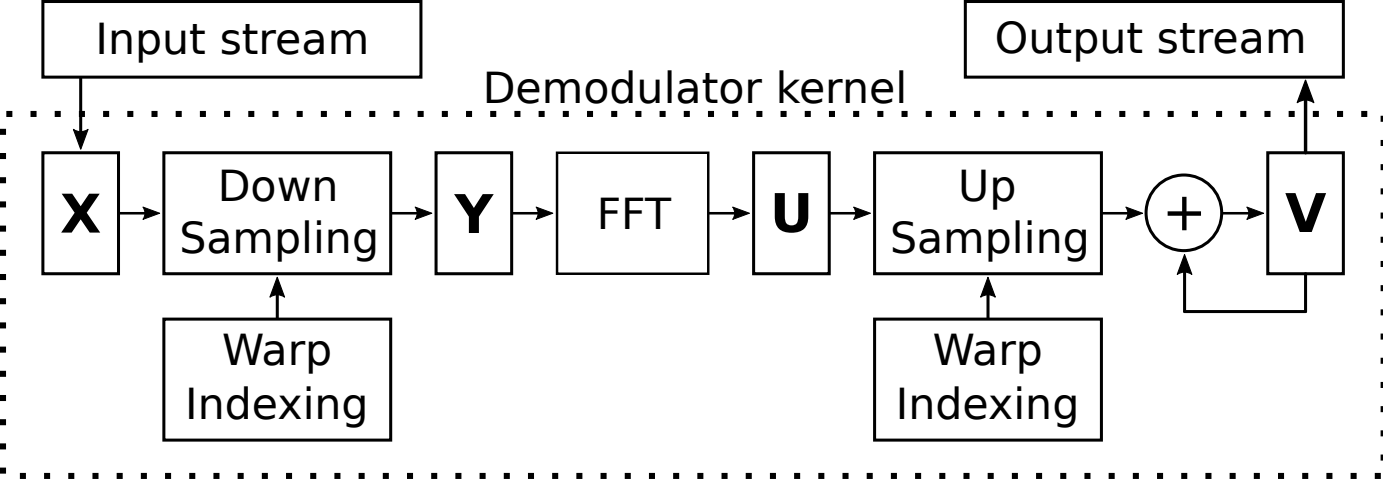 Input stream
Output stream
Demodulator kernel
X
Down
Sampling
Y
FFT
U
Up
Sampling
+
V
Warp
Indexing
Warp
Indexing